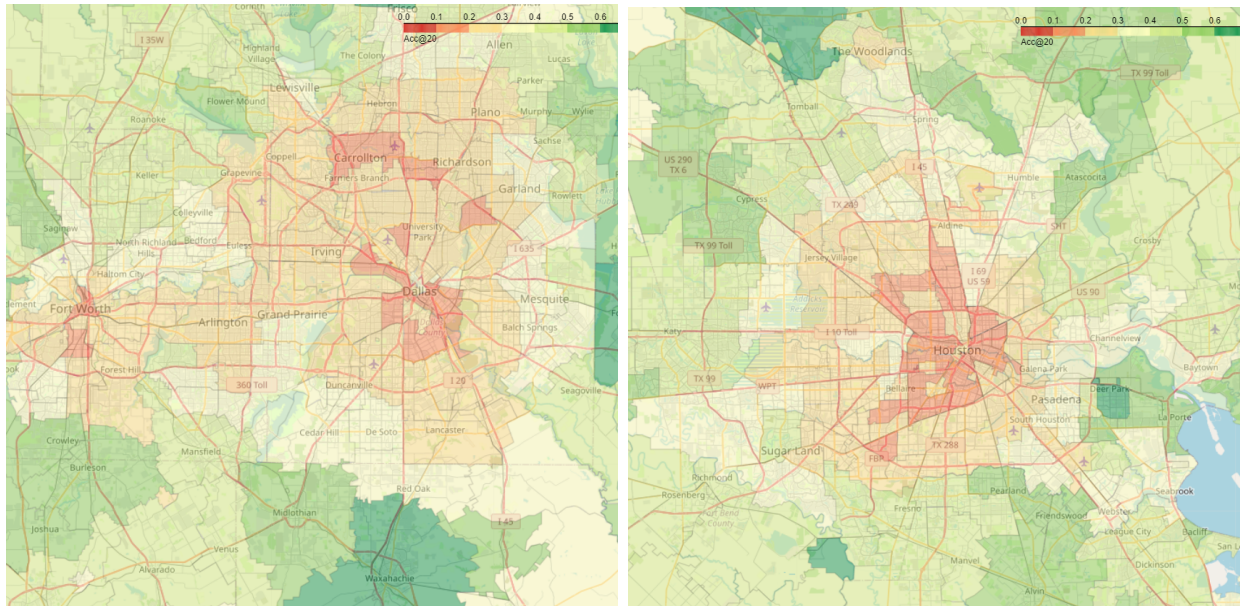 Frisco
0.0 0.1 0.2 0.3 0.4 0.5 0.6
Acc@20
I 35W
Highland Village
The Colony
Allen
Lucas
Lewisville
Parker
Flower Mound
Hebron
Plano
Murphy
Wylie
Roanoke
Sachse
Coppell
Carrollton
Richardson
Keller
Grapevine
Farmers Branch
Garland
Rowlett
Colleyville
University Park
Saginaw
North Richland Hills
Bedford
Euless
Irving
I 635
Haltom City
Dallas
Mesquite
Fort Worth
Arlington
Grand Prairie
Balch Springs
Forest Hill
360 Toll
Duncanville
I 20
Seagoville
Cedar Hill
De Soto
Lancaster
Crowley
Mansfield
Burleson
Red Oak
Joshua
Midlothian
I 45
Venus
Alvarado
Waxahachie
0.0 0.1 0.2 0.3 0.4 0.5 0.6
Acc@20
The Woodlands
TX 99 Toll
Tomball
Spring
US 290
TX 6
I 45
Humble
Atascocita
Cypress
TX 249
Aldine
Crosby
TX 99 Toll
Jersey Village
I 69
US 59
US 90
Katy
I 10 Toll
Channelview
Houston
Galena Park
Baytown
TX 99
WPT
Bellaire
Pasadena
Deer Park
La Porte
South Houston
Sugar Land
TX 288
FBP
Richmond
Pearland
Seabrook
Rosenberg
Fort Bend County
Fresno
Friendswood
Webster
League City
Bacliff
Manvel
Dickinson
Alvin